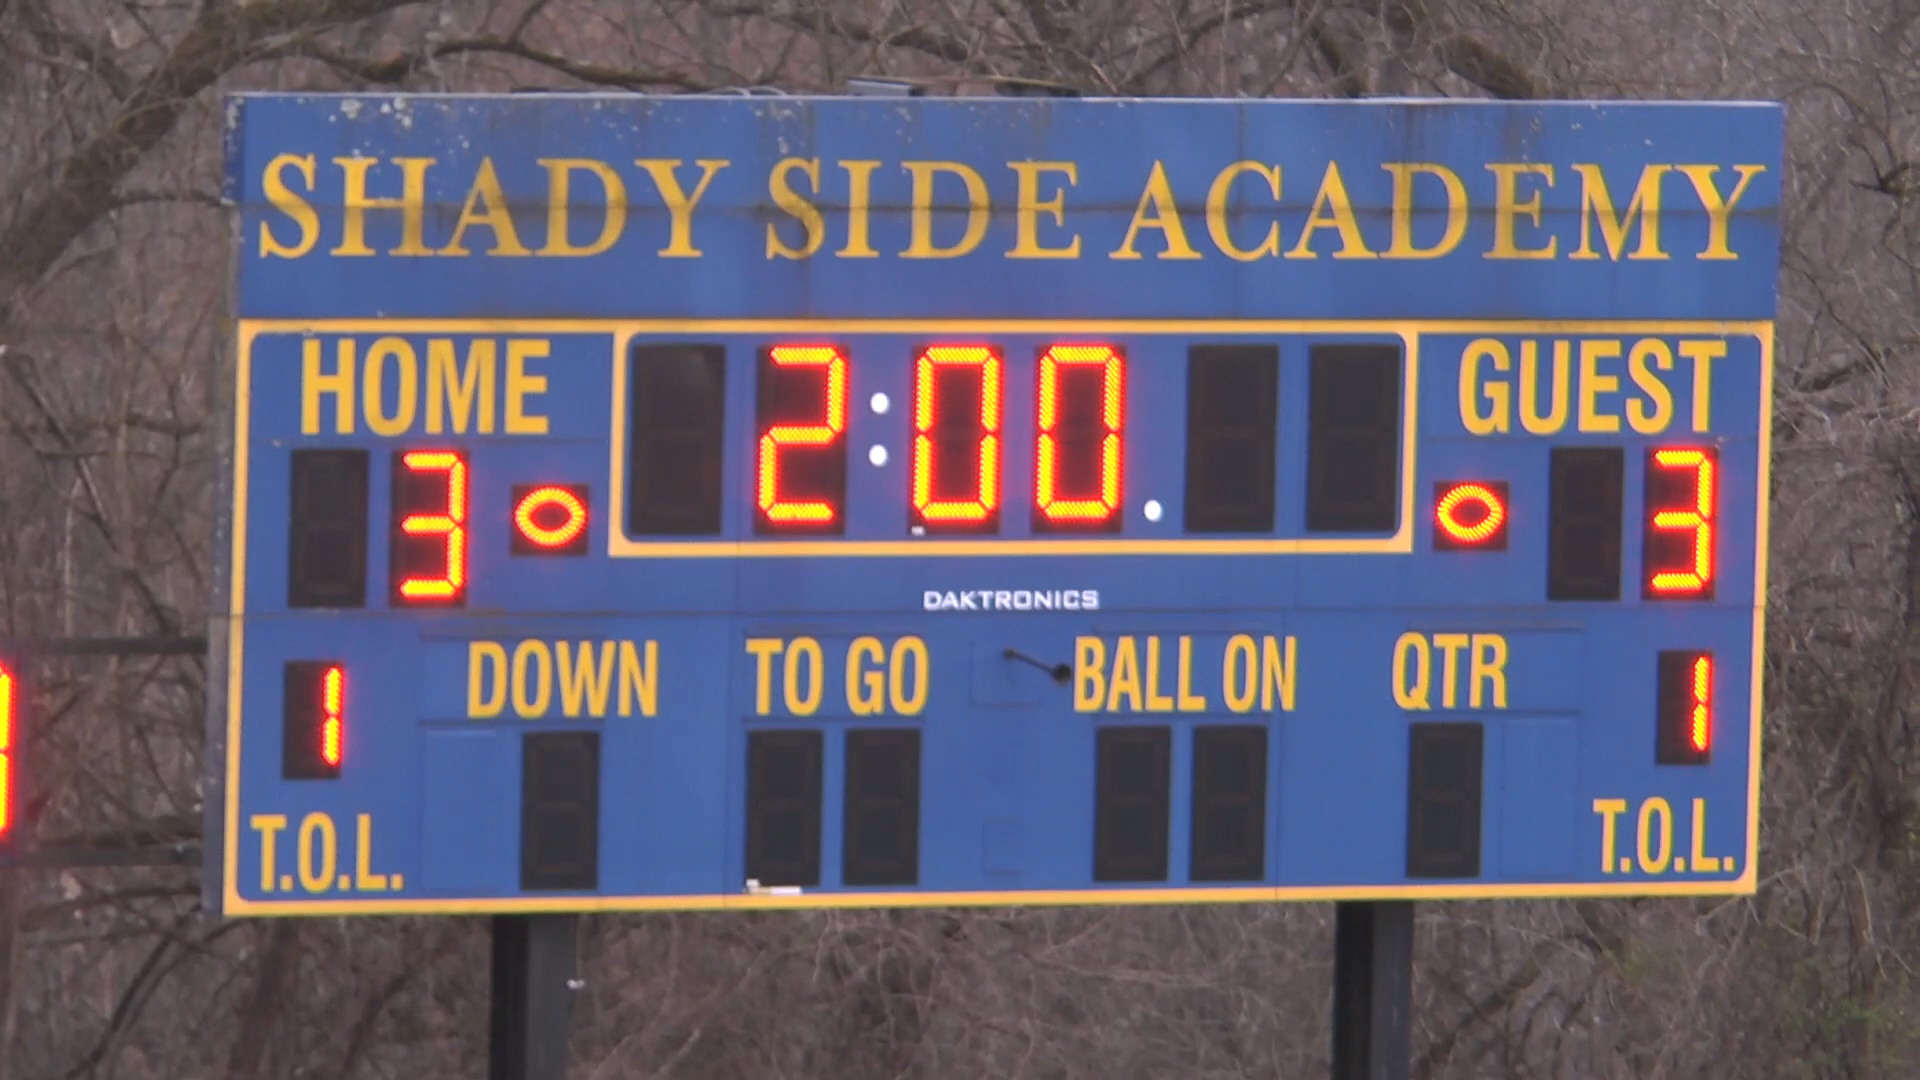 SHADY SIDE ACADEMY
HOME 2:00 GUEST
3 3
DAKTRONICS
DOWN TO GO BALL ON QTR
1 1
T.O.L. T.O.L.